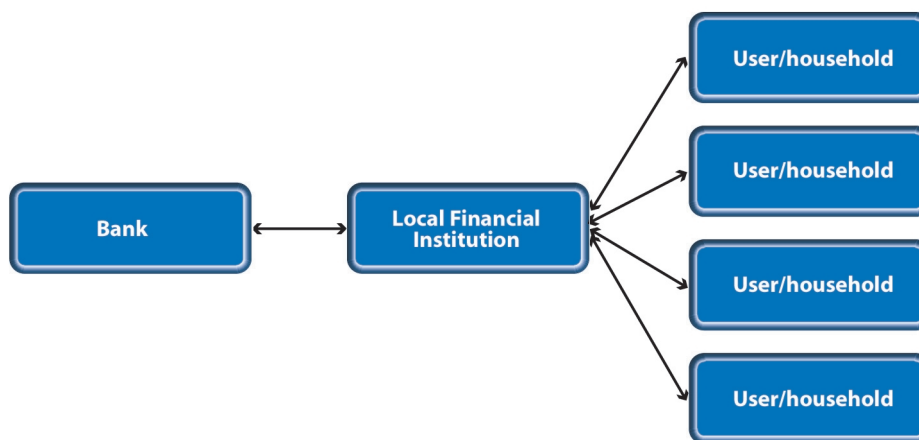 Bank
Local Financial
Institution
User/household
User/household
User/household
User/household